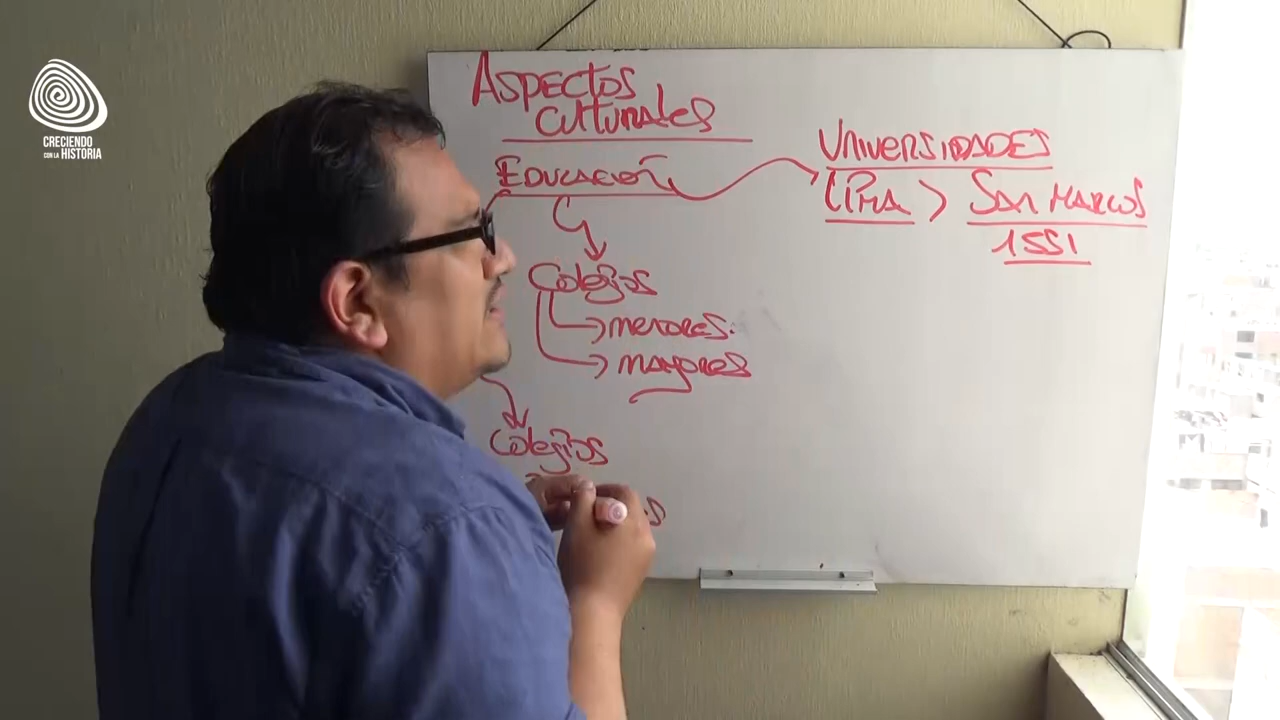 CRECIENDO
CON LA HISTORIA
ASPECTOS
CULTURALES
EDUCACIÓN
COLEGIOS
MENORES.
MAYORES
COLEGIOS
UNIVERSIDADES
LIMA > SAN MARCOS
1551